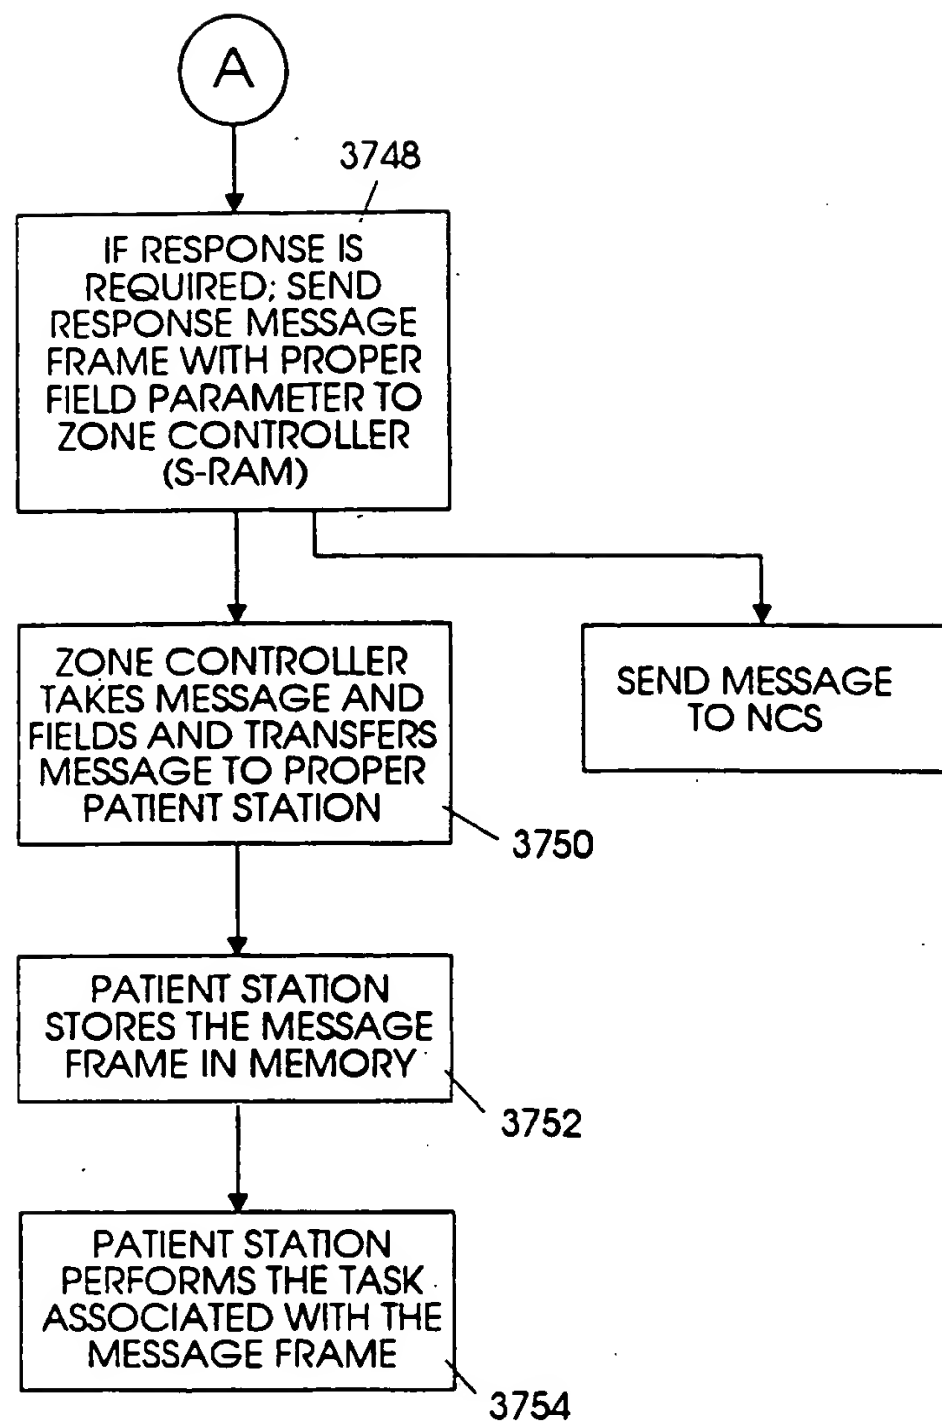 A
3748
IF RESPONSE IS
REQUIRED; SEND
RESPONSE MESSAGE
FRAME WITH PROPER
FIELD PARAMETER TO
ZONE CONTROLLER
(S-RAM)
ZONE CONTROLLER
TAKES MESSAGE AND
FIELDS AND TRANSFERS
MESSAGE TO PROPER
PATIENT STATION
3750
SEND MESSAGE
TO NCS
PATIENT STATION
STORES THE MESSAGE
FRAME IN MEMORY
3752
PATIENT STATION
PERFORMS THE TASK
ASSOCIATED WITH THE
MESSAGE FRAME
3754